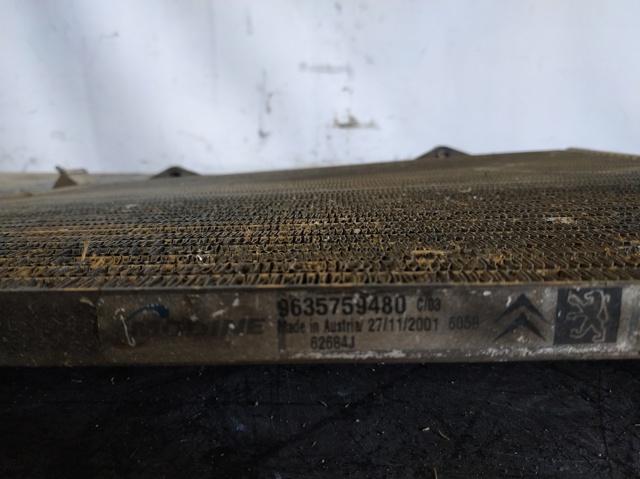 MODINE
9635759480 C/03
Made in Austria/ 27/11/2001 6058
62684J